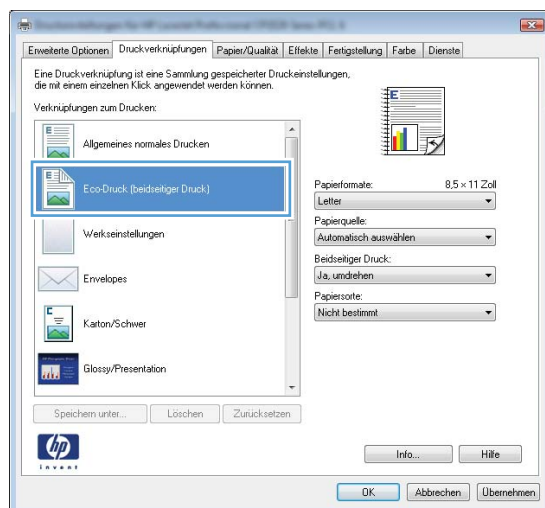 Erweiterte Optionen Druckverknüpfungen Papier/Qualität Effekte Fertigstellung Farbe Dienste
Eine Druckverknüpfung ist eine Sammlung gespeicherter Druckeinstellungen,
die mit einem einzelnen Klick angewendet werden können.
Verknüpfungen zum Drucken:
Allgemeines normales Drucken
Eco-Druck (beidseitiger Druck)
Werkseinstellungen
Envelopes
Karton/Schwer
Glossy/Presentation
Papierformate: 8,5 × 11 Zoll
Letter
Papierquelle:
Automatisch auswählen
Beidseitiger Druck:
Ja, umdrehen
Papiersorte:
Nicht bestimmt
Speichern unter... Löschen Zurücksetzen
hp
invent
Info... Hilfe
OK Abbrechen Übernehmen